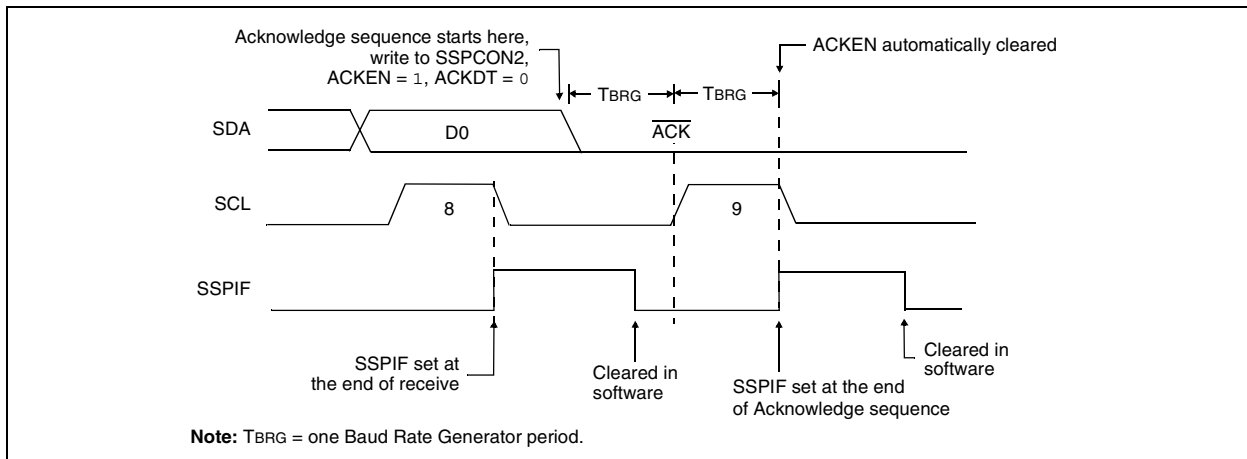 Acknowledge sequence starts here,
write to SSPCON2,
ACKEN = 1, ACKDT = 0
ACKEN automatically cleared
TBRG
TBRG
SDA
D0
ACK
SCL
8
9
SSPIF
SSPIF set at
the end of receive
Cleared in
software
SSPIF set at the end
of Acknowledge sequence
Cleared in
software
Note: TBRG = one Baud Rate Generator period.